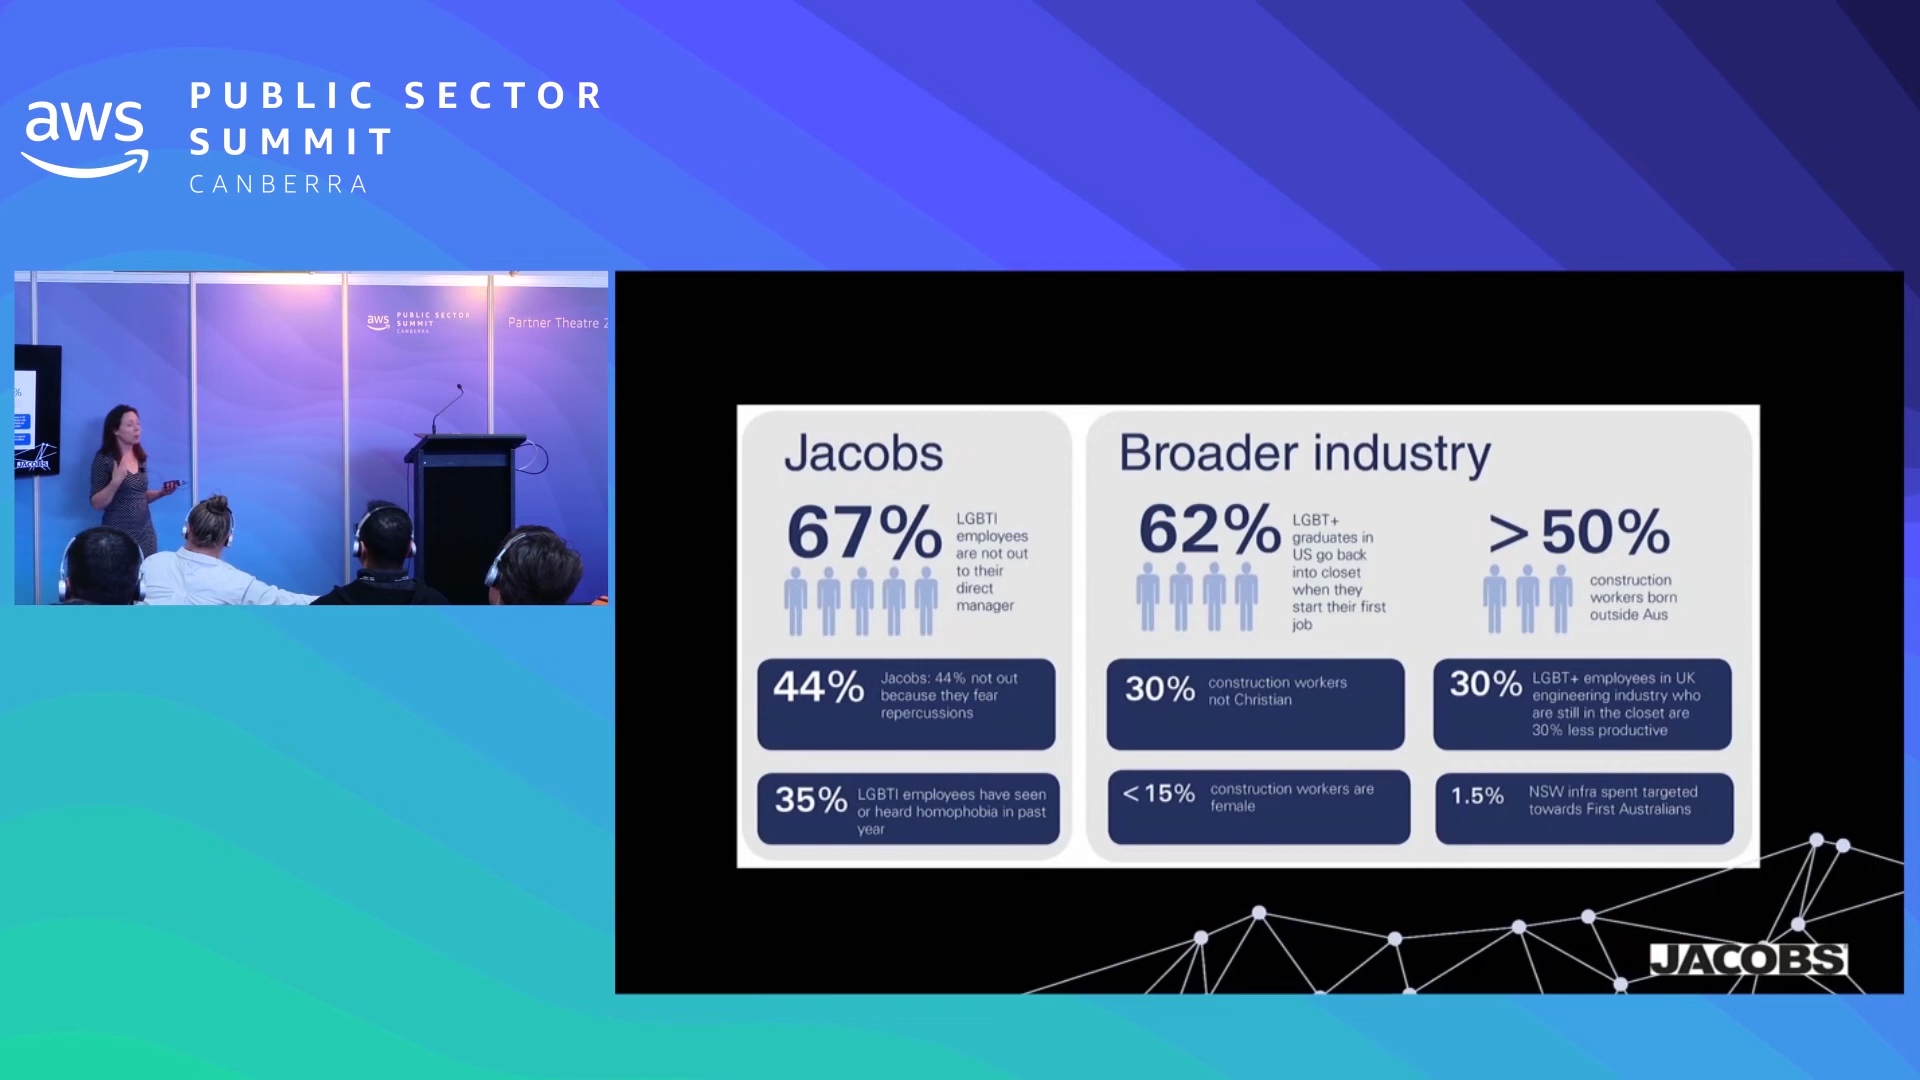 aws
PUBLIC SECTOR
SUMMIT
CANBERRA
aws
PUBLIC SECTOR
SUMMIT
CANBERRA
Partner Theatre 2
%
JACOBS
Jacobs
67%
LGBTI
employees
are not out
to their
direct
manager
44%
Jacobs: 44% not out
because they fear
repercussions
35%
LGBTI employees have seen
or heard homophobia in past
year
Broader industry
62%
LGBT+
graduates in
US go back
into closet
when they
start their first
job
> 50%
construction
workers born
outside Aus
30%
construction workers
not Christian
30%
LGBT+ employees in UK
engineering industry who
are still in the closet are
30% less productive
< 15%
construction workers are
female
1.5%
NSW infra spent targeted
towards First Australians
JACOBS